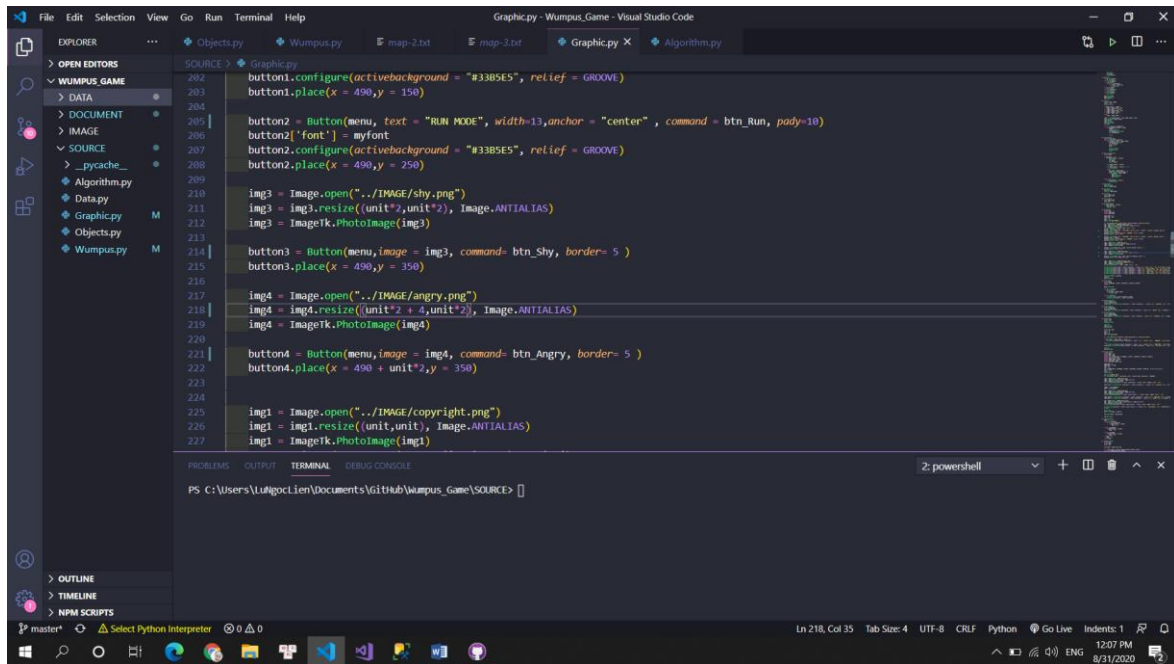 File Edit Selection View Go Run Terminal Help Graphic.py - Wumpus_Game - Visual Studio Code
EXPLORER ... Objects.py Wumpus.py map-2.txt map-3.txt Graphic.py Algorithm.py ...
OPEN EDITORS
WUMPUS_GAME
DATA
DOCUMENT
IMAGE
SOURCE
__pycache__
Algorithm.py
Data.py
Graphic.py M
Objects.py
Wumpus.py M
OUTLINE
TIMELINE
NPM SCRIPTS
SOURCE > Graphic.py
202 button1.configure(activebackground = "#33B5E5", relief = GROOVE)
203 button1.place(x = 490,y = 150)
204
205 button2 = Button(menu, text = "RUN MODE", width=13,anchor = "center" , command = btn_Run, pady=10)
206 button2['font'] = myfont
207 button2.configure(activebackground = "#33B5E5", relief = GROOVE)
208 button2.place(x = 490,y = 250)
209
210 img3 = Image.open("../IMAGE/shy.png")
211 img3 = img3.resize((unit*2,unit*2), Image.ANTIALIAS)
212 img3 = ImageTk.PhotoImage(img3)
213
214 button3 = Button(menu,image = img3, command= btn_Shy, border= 5 )
215 button3.place(x = 490,y = 350)
216
217 img4 = Image.open("../IMAGE/angry.png")
218 img4 = img4.resize((unit*2 + 4,unit*2), Image.ANTIALIAS)
219 img4 = ImageTk.PhotoImage(img4)
220
221 button4 = Button(menu,image = img4, command= btn_Angry, border= 5 )
222 button4.place(x = 490 + unit*2,y = 350)
223
224
225 img1 = Image.open("../IMAGE/copyright.png")
226 img1 = img1.resize((unit,unit), Image.ANTIALIAS)
227 img1 = ImageTk.PhotoImage(img1)
PROBLEMS OUTPUT TERMINAL DEBUG CONSOLE 2: powershell
PS C:\Users\LuNgocLien\Documents\GitHub\Wumpus_Game\SOURCE>
master* Select Python Interpreter 0 0 Ln 218, Col 35 Tab Size: 4 UTF-8 CRLF Python Go Live Indents: 1
ENG 12:07 PM
8/31/2020